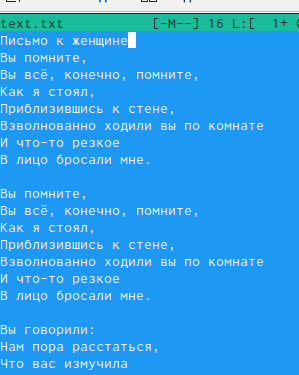 text.txt [-M--] 16 L:[ 1+
Письмо к женщине
Вы помните,
Вы всё, конечно, помните,
Как я стоял,
Приблизившись к стене,
Взволнованно ходили вы по комнате
И что-то резкое
В лицо бросали мне.

Вы помните,
Вы всё, конечно, помните,
Как я стоял,
Приблизившись к стене,
Взволнованно ходили вы по комнате
И что-то резкое
В лицо бросали мне.

Вы говорили:
Нам пора расстаться,
Что вас измучила